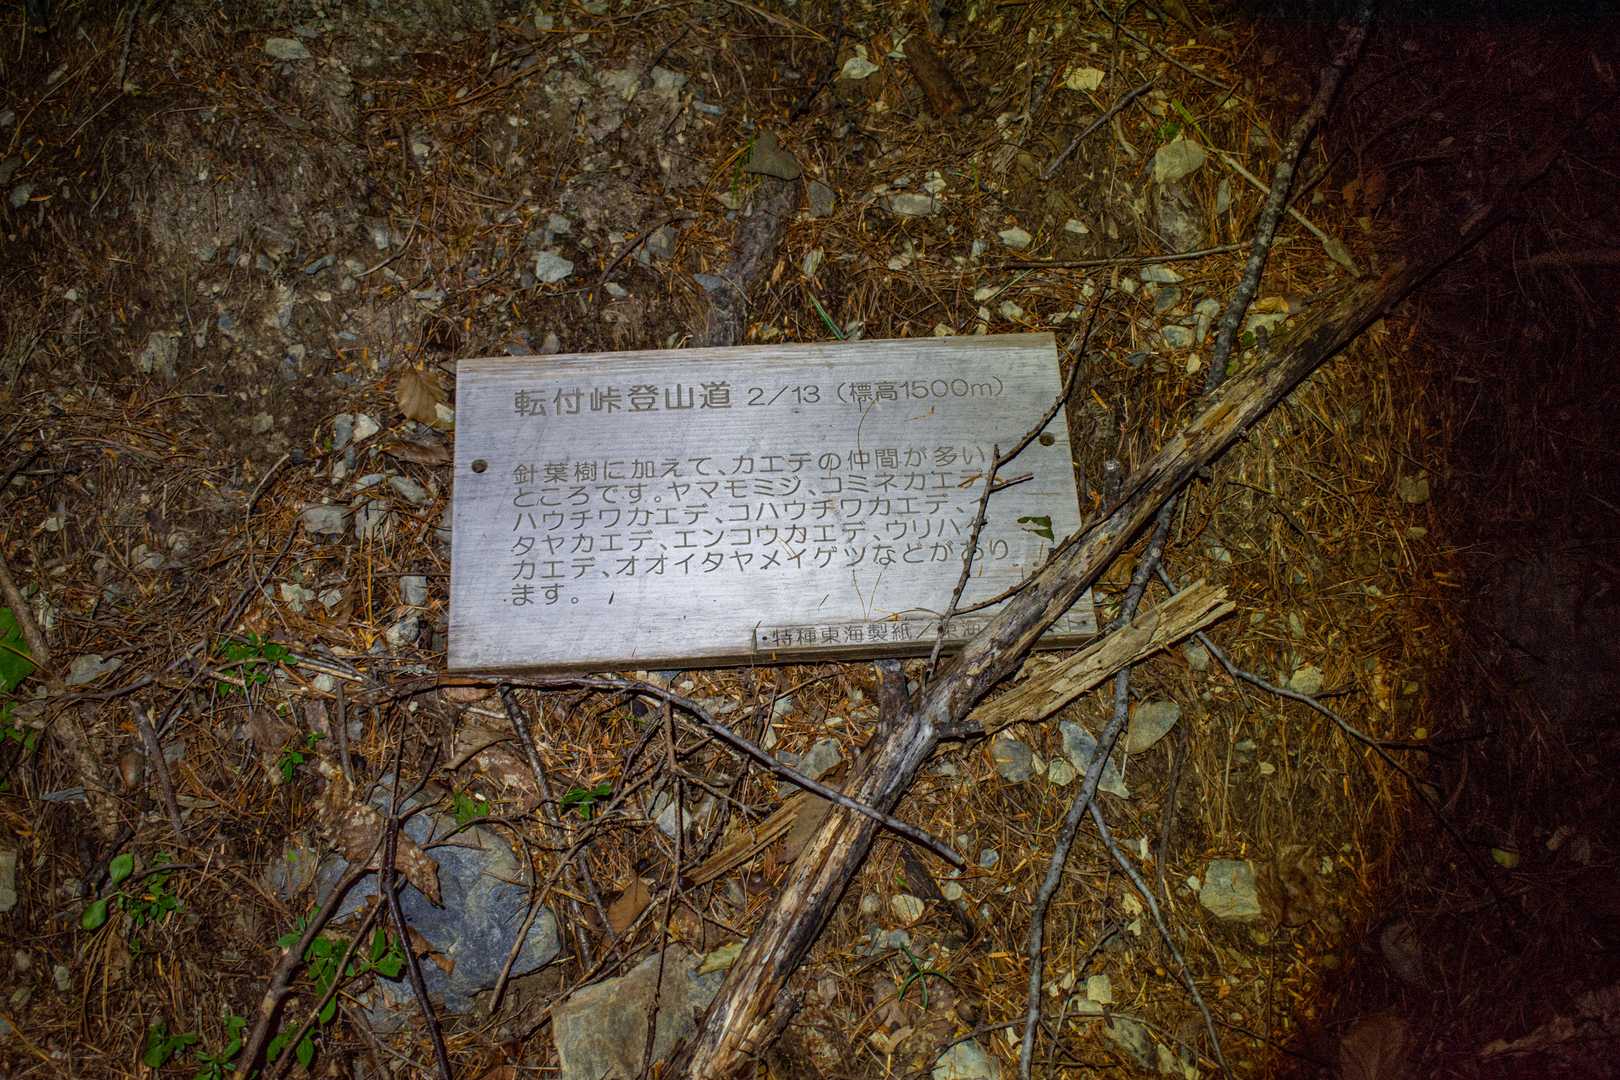 転付峠登山道 2/13 (標高1500m)
針葉樹に加えて、カエデの仲間が多い
ところです。ヤマモミジ、コミネカエデ、
ハウチワカエデ、コハウチワカエデ、イ
タヤカエデ、エンコウカエデ、ウリハダ
カエデ、オオイタヤメイゲツなどがあり
ます。
・特種東海製紙/東海